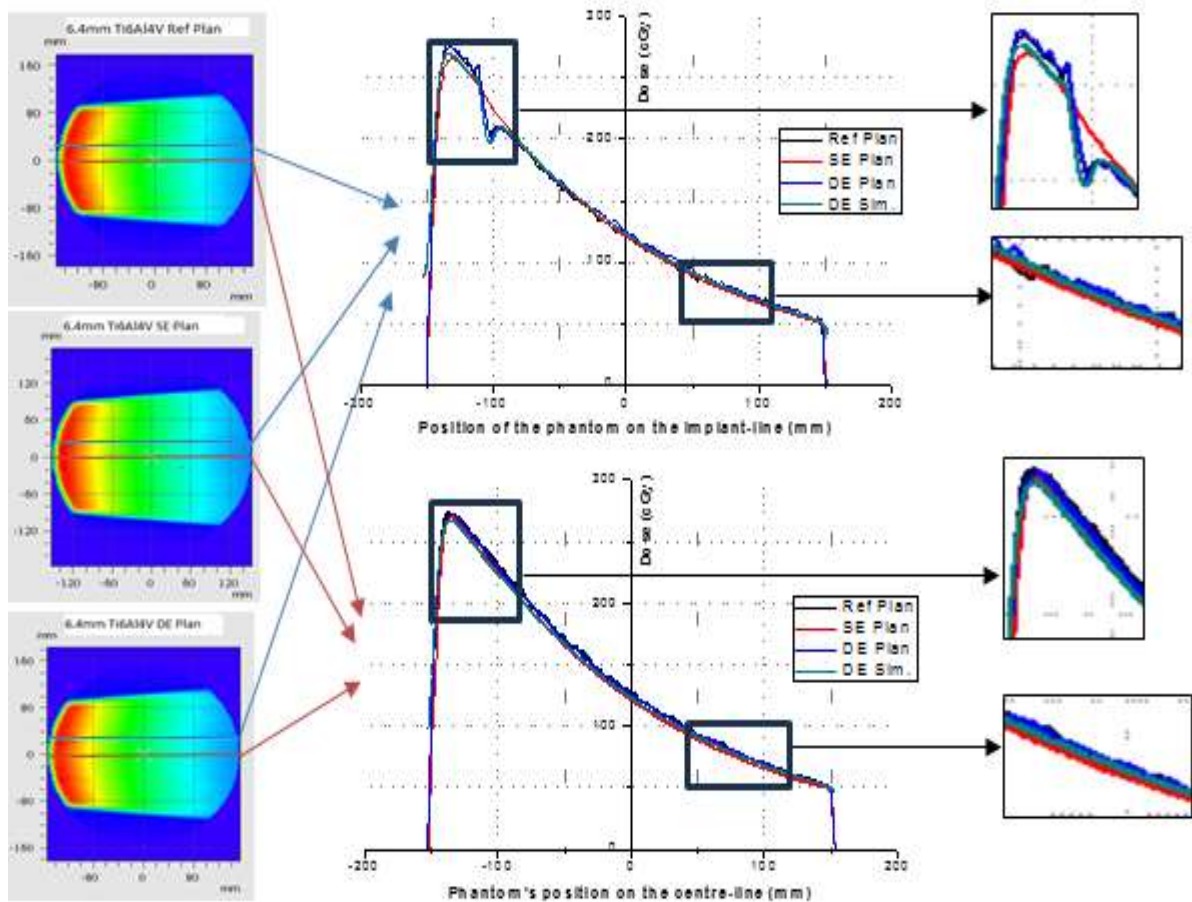 6.4mm Ti6Al4V Ref Plan
mm
160
80
0
-80
-160
-80 0 80
mm
6.4mm Ti6Al4V SE Plan
mm
120
80
0
-80
-120
-120 -80 0 80 120
mm
6.4mm Ti6Al4V DE Plan
mm
160
80
0
-80
-160
-80 0 80
mm
300
200
100
0
Dose (cGy)
Ref Plan
SE Plan
DE Plan
DE Sim.
-200 -100 0 100 200
Position of the phantom on the implant-line (mm)
300
200
100
0
Dose (cGy)
Ref Plan
SE Plan
DE Plan
DE Sim.
-200 -100 0 100 200
Phantom's position on the centre-line (mm)